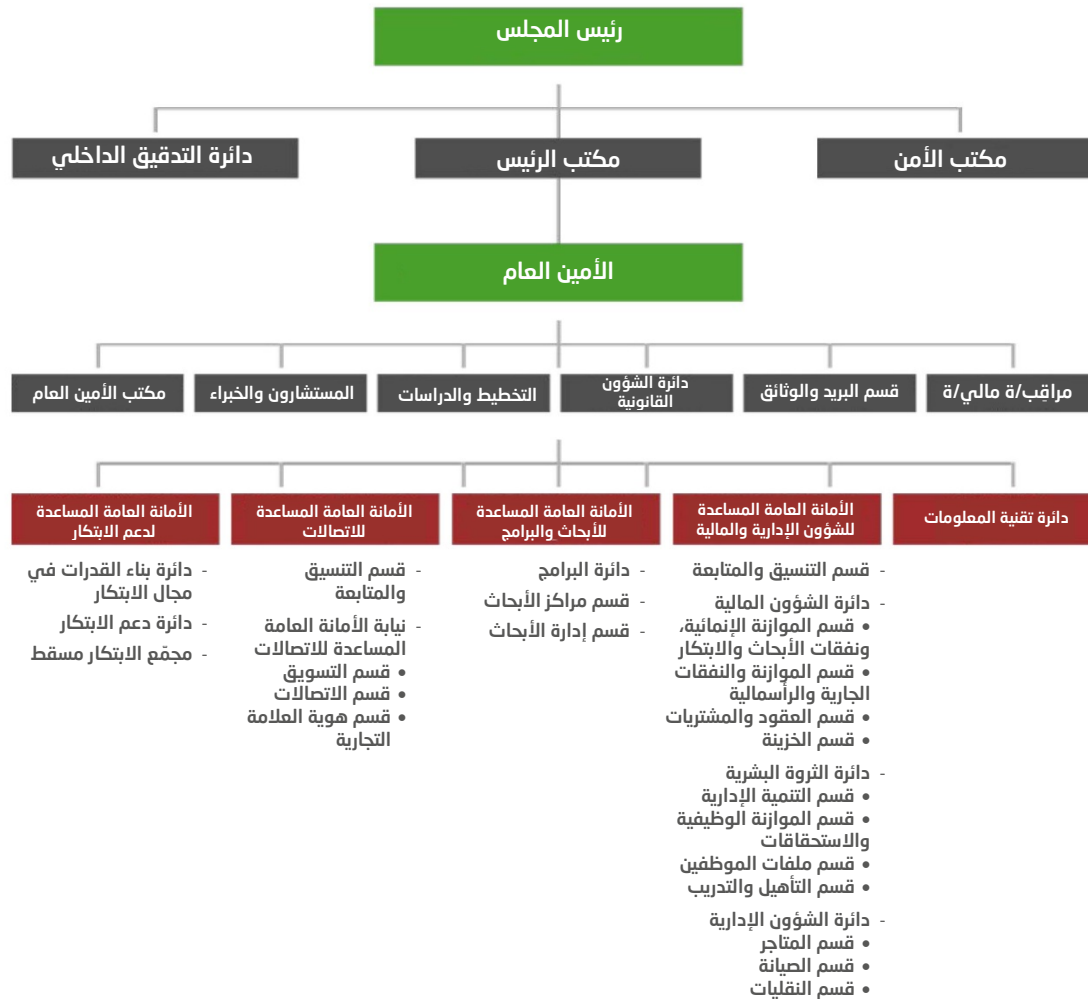 رئيس المجلس
مكتب الأمن
مكتب الرئيس
دائرة التدقيق الداخلي
الأمين العام
مراقِب/ة مالي/ة
قسم البريد والوثائق
دائرة الشؤون
القانونية
التخطيط والدراسات
المستشارون والخبراء
مكتب الأمين العام
دائرة تقنية المعلومات
الأمانة العامة المساعدة
للشؤون الإدارية والمالية
- قسم التنسيق والمتابعة
- دائرة الشؤون المالية
• قسم الموازنة الإنمائية،
ونفقات الأبحاث والابتكار
• قسم الموازنة والنفقات
الجارية والرأسمالية
• قسم العقود والمشتريات
• قسم الخزينة
- دائرة الثروة البشرية
• قسم التنمية الإدارية
• قسم الموازنة الوظيفية
والاستحقاقات
• قسم ملفات الموظفين
• قسم التأهيل والتدريب
- دائرة الشؤون الإدارية
• قسم المتاجر
• قسم الصيانة
• قسم النقليات
الأمانة العامة المساعدة
للأبحاث والبرامج
- دائرة البرامج
- قسم مراكز الأبحاث
- قسم إدارة الأبحاث
الأمانة العامة المساعدة
للاتصالات
- قسم التنسيق
والمتابعة
- نيابة الأمانة العامة
المساعدة للاتصالات
• قسم التسويق
• قسم الاتصالات
• قسم هوية العلامة
التجارية
الأمانة العامة المساعدة
لدعم الابتكار
- دائرة بناء القدرات في
مجال الابتكار
- دائرة دعم الابتكار
- مجمّع الابتكار مسقط